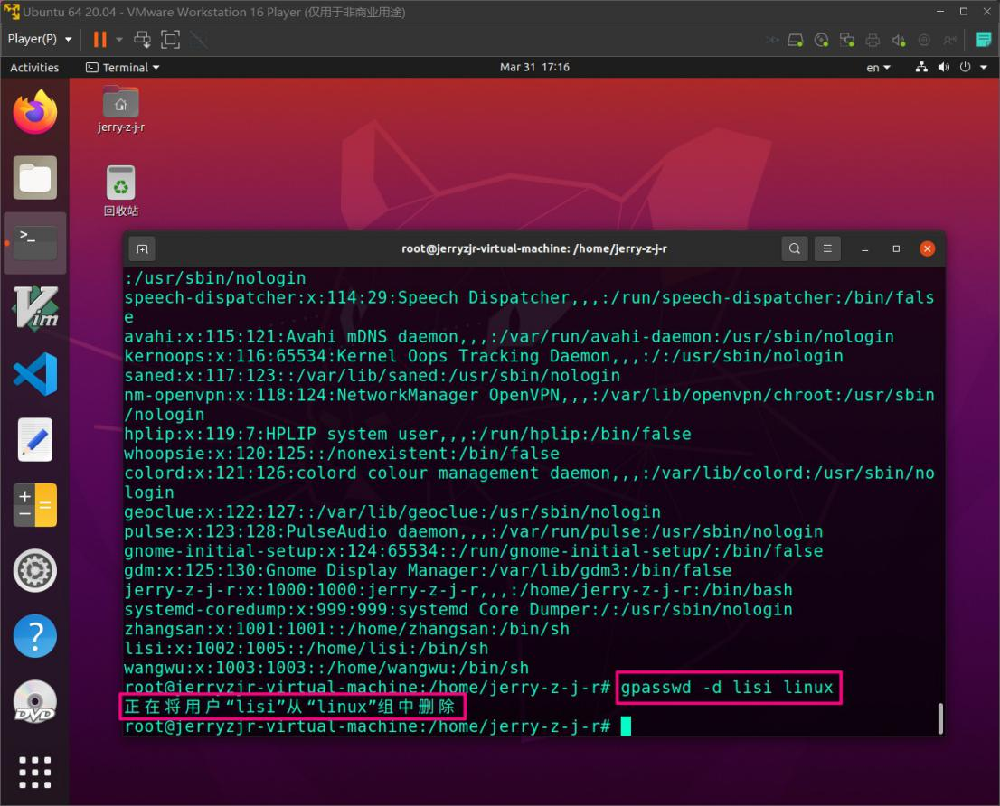 Ubuntu 64 20.04 - VMware Workstation 16 Player (仅用于非商业用途)
Player(P)
Activities
Terminal
Mar 31 17:16
en
jerry-z-j-r
回收站
>_
Vim
DVD
root@jerryzjr-virtual-machine: /home/jerry-z-j-r
:/usr/sbin/nologin
speech-dispatcher:x:114:29:Speech Dispatcher,,,:/run/speech-dispatcher:/bin/fals
e
avahi:x:115:121:Avahi mDNS daemon,,,:/var/run/avahi-daemon:/usr/sbin/nologin
kernoops:x:116:65534:Kernel Oops Tracking Daemon,,,:/:/usr/sbin/nologin
saned:x:117:123::/var/lib/saned:/usr/sbin/nologin
nm-openvpn:x:118:124:NetworkManager OpenVPN,,,:/var/lib/openvpn/chroot:/usr/sbin
/nologin
hplip:x:119:7:HPLIP system user,,,:/run/hplip:/bin/false
whoopsie:x:120:125::/nonexistent:/bin/false
colord:x:121:126:colord colour management daemon,,,:/var/lib/colord:/usr/sbin/no
login
geoclue:x:122:127::/var/lib/geoclue:/usr/sbin/nologin
pulse:x:123:128:PulseAudio daemon,,,:/var/run/pulse:/usr/sbin/nologin
gnome-initial-setup:x:124:65534::/run/gnome-initial-setup/:/bin/false
gdm:x:125:130:Gnome Display Manager:/var/lib/gdm3:/bin/false
jerry-z-j-r:x:1000:1000:jerry-z-j-r,,,:/home/jerry-z-j-r:/bin/bash
systemd-coredump:x:999:999:systemd Core Dumper:/:/usr/sbin/nologin
zhangsan:x:1001:1001::/home/zhangsan:/bin/sh
lisi:x:1002:1005::/home/lisi:/bin/sh
wangwu:x:1003:1003::/home/wangwu:/bin/sh
root@jerryzjr-virtual-machine:/home/jerry-z-j-r# gpasswd -d lisi linux
正在将用户“lisi”从“linux”组中删除
root@jerryzjr-virtual-machine:/home/jerry-z-j-r#